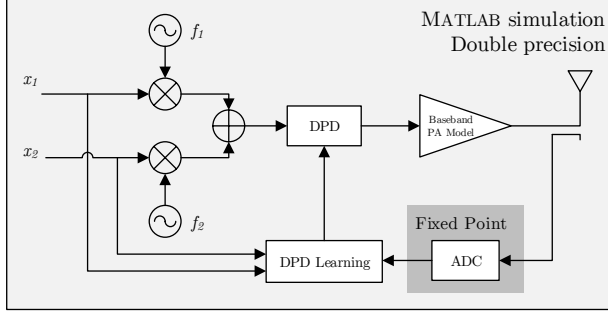 MATLAB simulation
Double precision
f1
x1
x2
f2
DPD
Baseband
PA Model
Fixed Point
DPD Learning
ADC